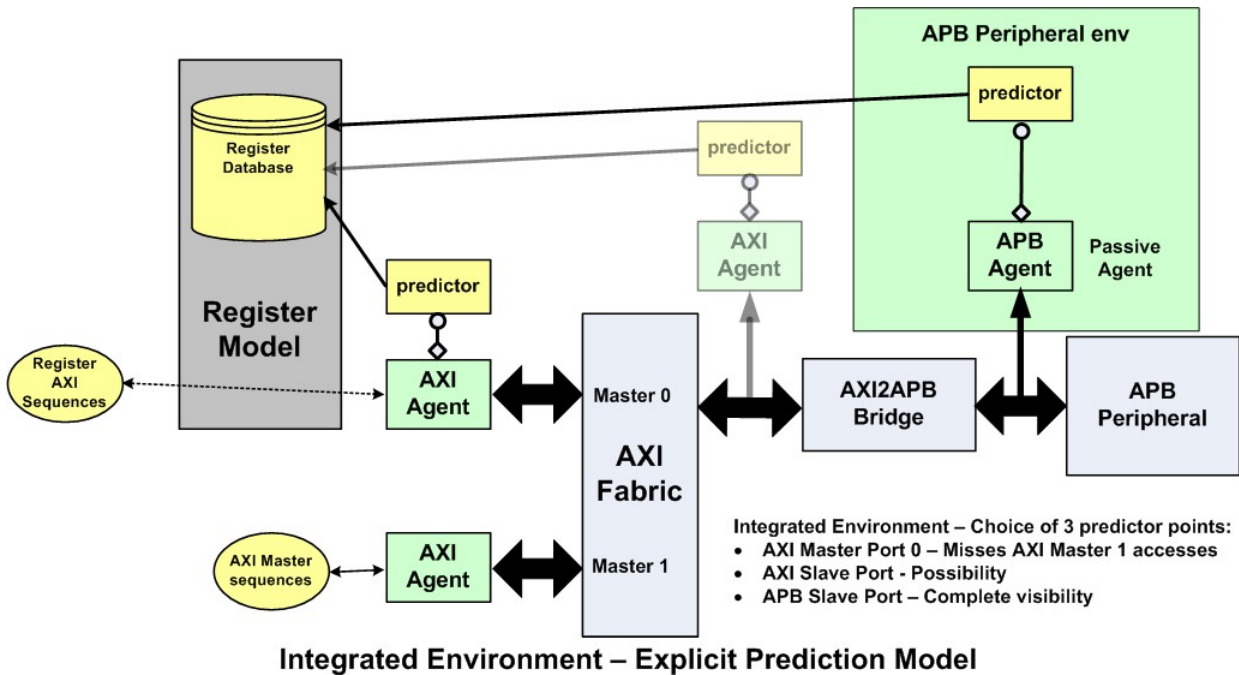 APB Peripheral env
predictor
Register
Database
predictor
AXI
Agent
APB
Agent
Passive
Agent
predictor
Register
Model
Register
AXI
Sequences
AXI
Agent
Master 0
AXI2APB
Bridge
APB
Peripheral
AXI
Fabric
AXI Master
sequences
AXI
Agent
Master 1
Integrated Environment – Choice of 3 predictor points:
• AXI Master Port 0 – Misses AXI Master 1 accesses
• AXI Slave Port - Possibility
• APB Slave Port – Complete visibility
Integrated Environment – Explicit Prediction Model